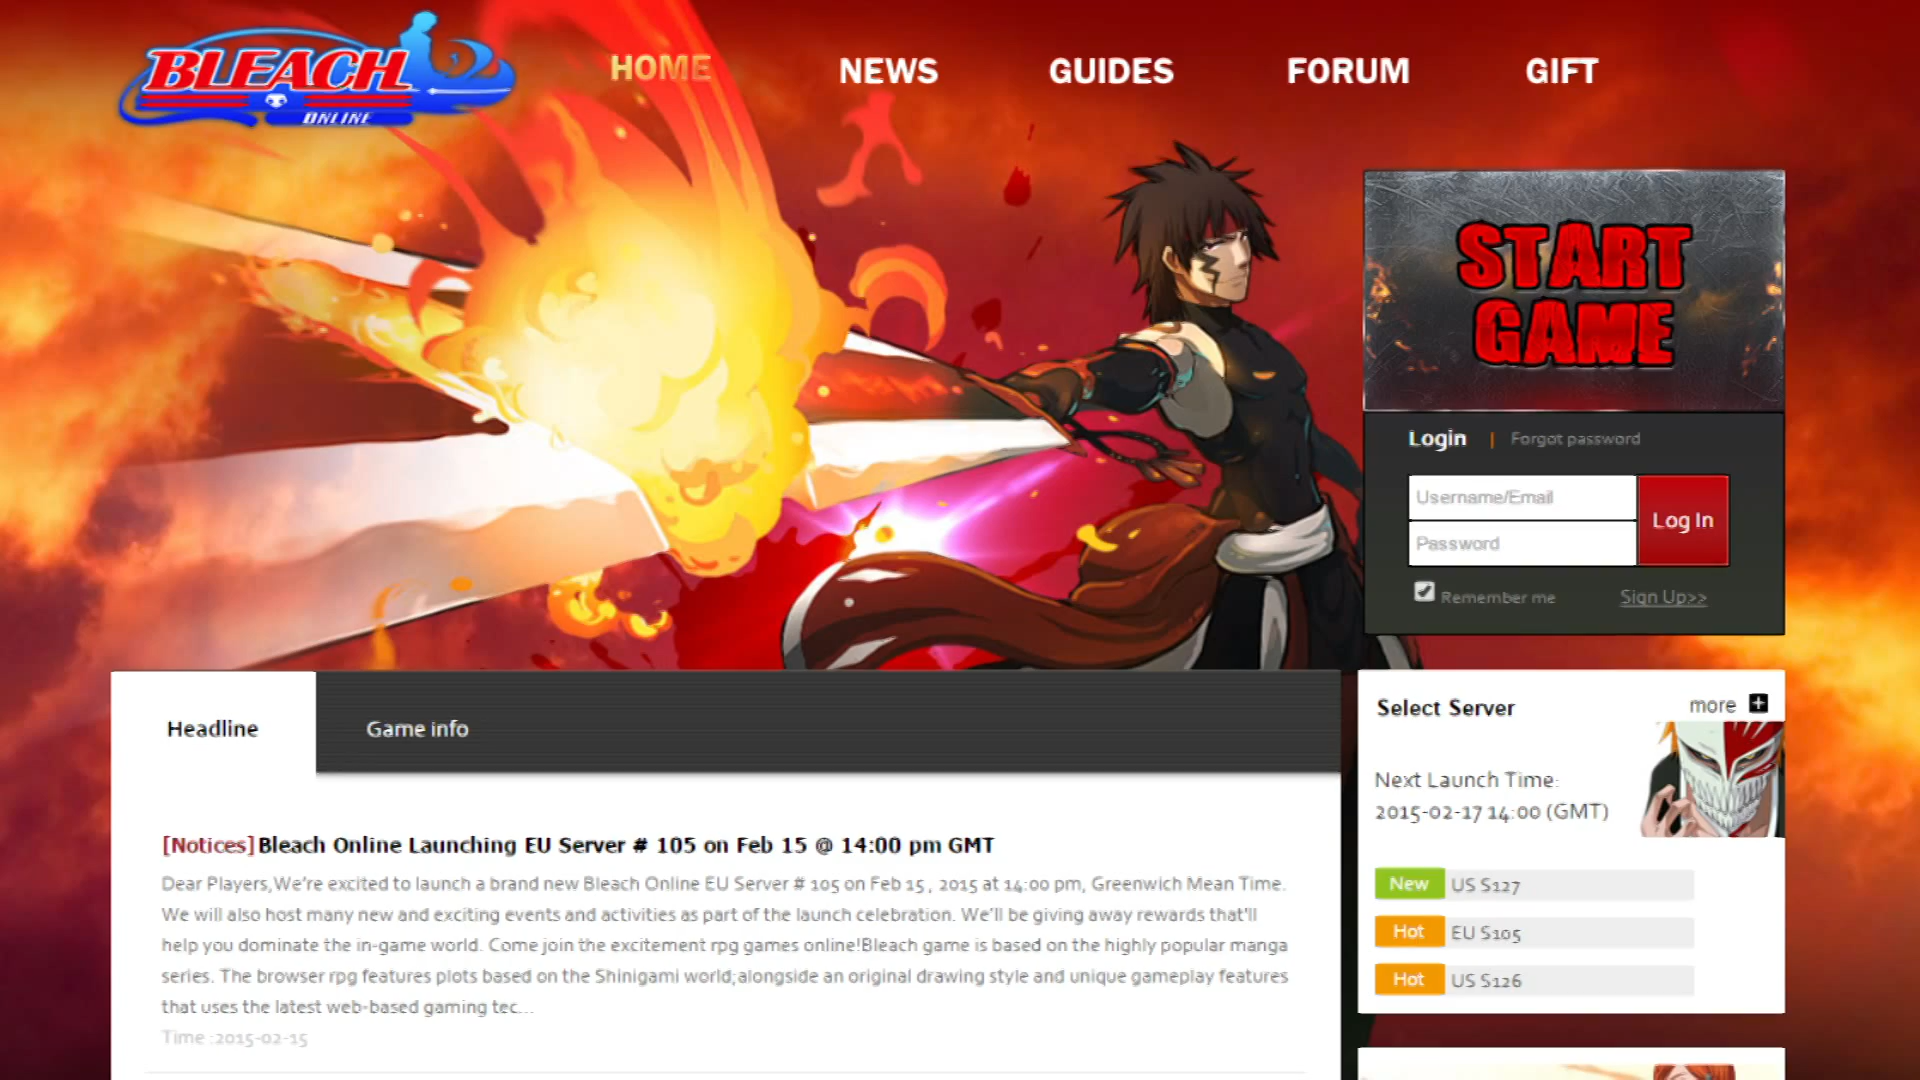 BLEACH
ONLINE
HOME
NEWS
GUIDES
FORUM
GIFT
START
GAME
Login | Forgot password
Username/Email
Password
Log In
Remember me
Sign Up>>
Headline
Game info
[Notices]Bleach Online Launching EU Server # 105 on Feb 15 @ 14:00 pm GMT
Dear Players,We're excited to launch a brand new Bleach Online EU Server # 105 on Feb 15 , 2015 at 14:00 pm, Greenwich Mean Time.
We will also host many new and exciting events and activities as part of the launch celebration. We'll be giving away rewards that'll
help you dominate the in-game world. Come join the excitement rpg games online!Bleach game is based on the highly popular manga
series. The browser rpg features plots based on the Shinigami world;alongside an original drawing style and unique gameplay features
that uses the latest web-based gaming tec...
Time :2015-02-15
Select Server
more
Next Launch Time:
2015-02-17 14:00 (GMT)
New US S127
Hot EU S105
Hot US S126